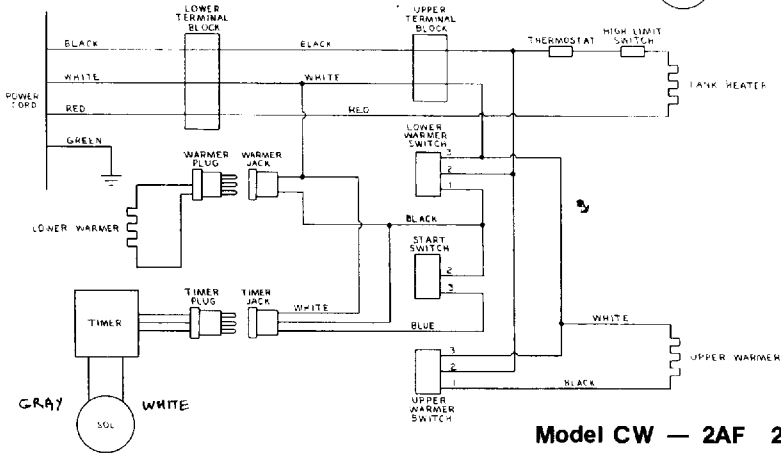 LOWER
TERMINAL
BLOCK
UPPER
TERMINAL
BLOCK
BLACK
BLACK
THERMOSTAT
HIGH LIMIT
SWITCH
WHITE
WHITE
TANK HEATER
POWER
CORD
RED
RED
GREEN
LOWER
WARMER
SWITCH
WARMER
PLUG
WARMER
JACK
3
2
1
LOWER WARMER
BLACK
START
SWITCH
2
3
TIMER
PLUG
TIMER
JACK
WHITE
TIMER
BLUE
WHITE
3
2
1
UPPER WARMER
BLACK
GRAY
WHITE
SOL
UPPER
WARMER
SWITCH
Model CW — 2AF 2